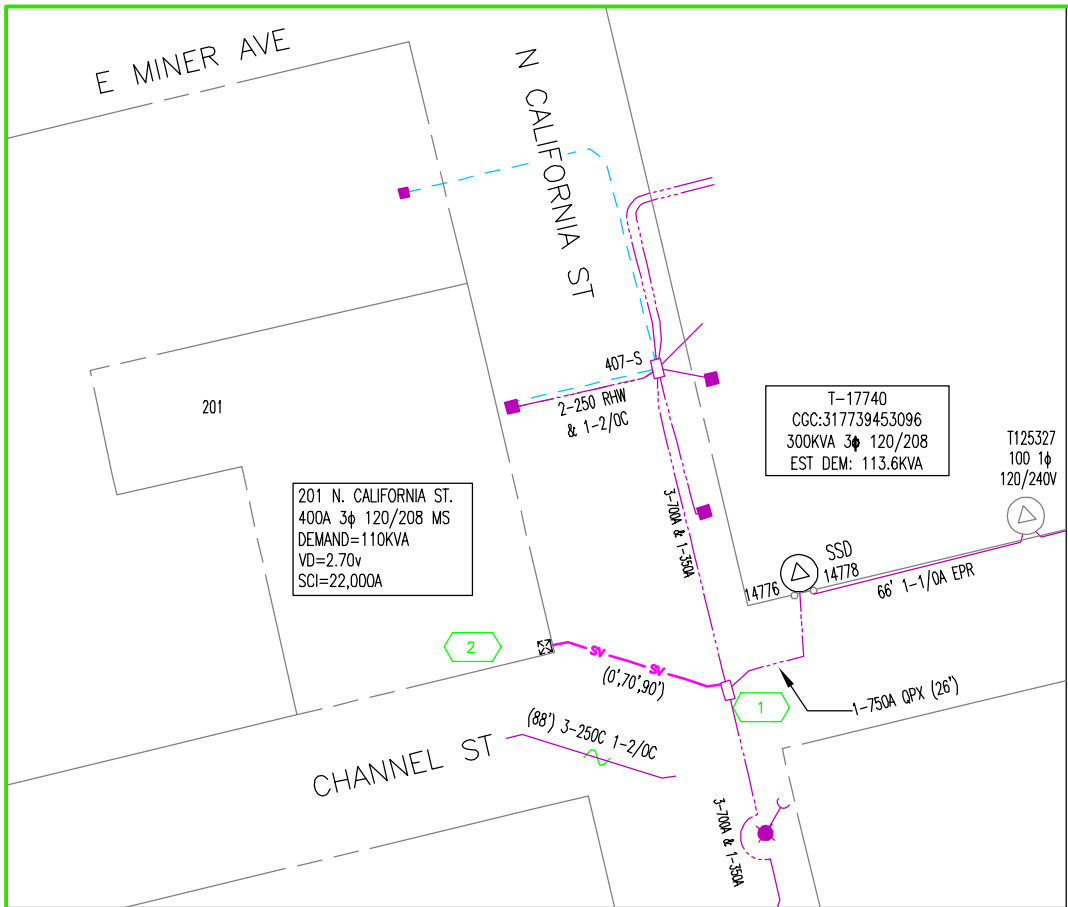 E MINER AVE
N CALIFORNIA ST
407-S
2-250 RHW
& 1-2/0C
201
T-17740
CGC:317739453096
300KVA 3ϕ 120/208
EST DEM: 113.6KVA
T125327
100 1ϕ
120/240V
201 N. CALIFORNIA ST.
400A 3ϕ 120/208 MS
DEMAND=110KVA
VD=2.70v
SCI=22,000A
3-700A & 1-350A
SSD
14776
14778
66' 1-1/0A EPR
2
SV
SV
(0',70',90')
1
1-750A QPX (26')
(88') 3-250C 1-2/0C
CHANNEL ST
3-700A & 1-350A